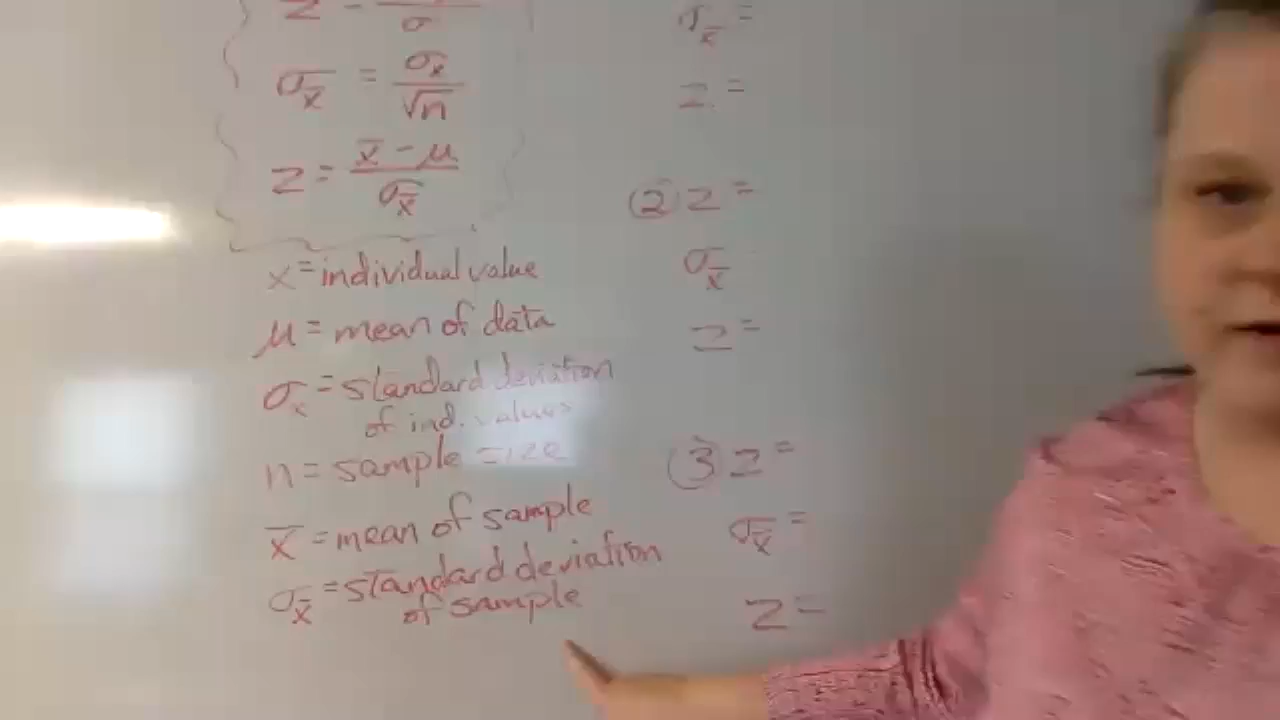 z = / σ
σx̄ = σx / √n
z = x̄ - μ / σx̄
x = individual value
μ = mean of data
σx = standard deviation
of ind. values
n = sample size
x̄ = mean of sample
σx̄ = standard deviation
of sample
σx̄ =
z =
② z =
σx̄
z =
③ z =
σx̄ =
z =